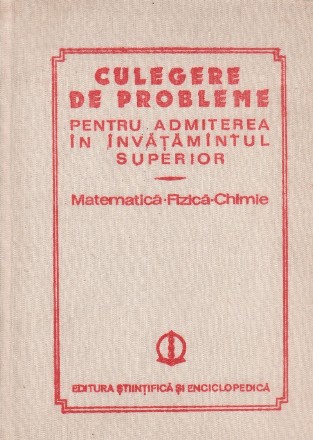 CULEGERE
DE PROBLEME
PENTRU ADMITEREA
ÎN ÎNVĂȚĂMÎNTUL
SUPERIOR
Matematică·Fizică·Chimie
EDITURA ȘTIINȚIFICĂ ȘI ENCICLOPEDICĂ